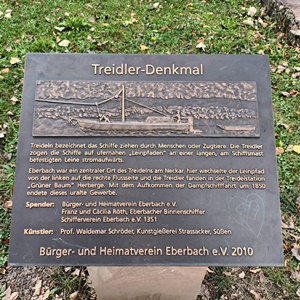 Treidler-Denkmal
Treideln bezeichnet das Schiffe ziehen durch Menschen oder Zugtiere. Die Treidler
zogen die Schiffe auf ufernahen „Leinpfaden" an einer langen, am Schiffsmast
befestigten Leine stromaufwärts.
Eberbach war ein zentraler Ort des Treidelns am Neckar, hier wechselte der Leinpfad
von der linken auf die rechte Flussseite und die Treidler fanden in der Treidelstation
„Grüner Baum" Herberge. Mit dem Aufkommen der Dampfschifffahrt um 1850
endete dieses uralte Gewerbe.
Spender: Bürger- und Heimatverein Eberbach e.V.
Franz und Cäcilia Röth, Eberbacher Binnenschiffer
Schifferverein Eberbach e.V. 1351
Künstler: Prof. Waldemar Schröder, Kunstgießerei Strassacker, Süßen
Bürger- und Heimatverein Eberbach e.V. 2010